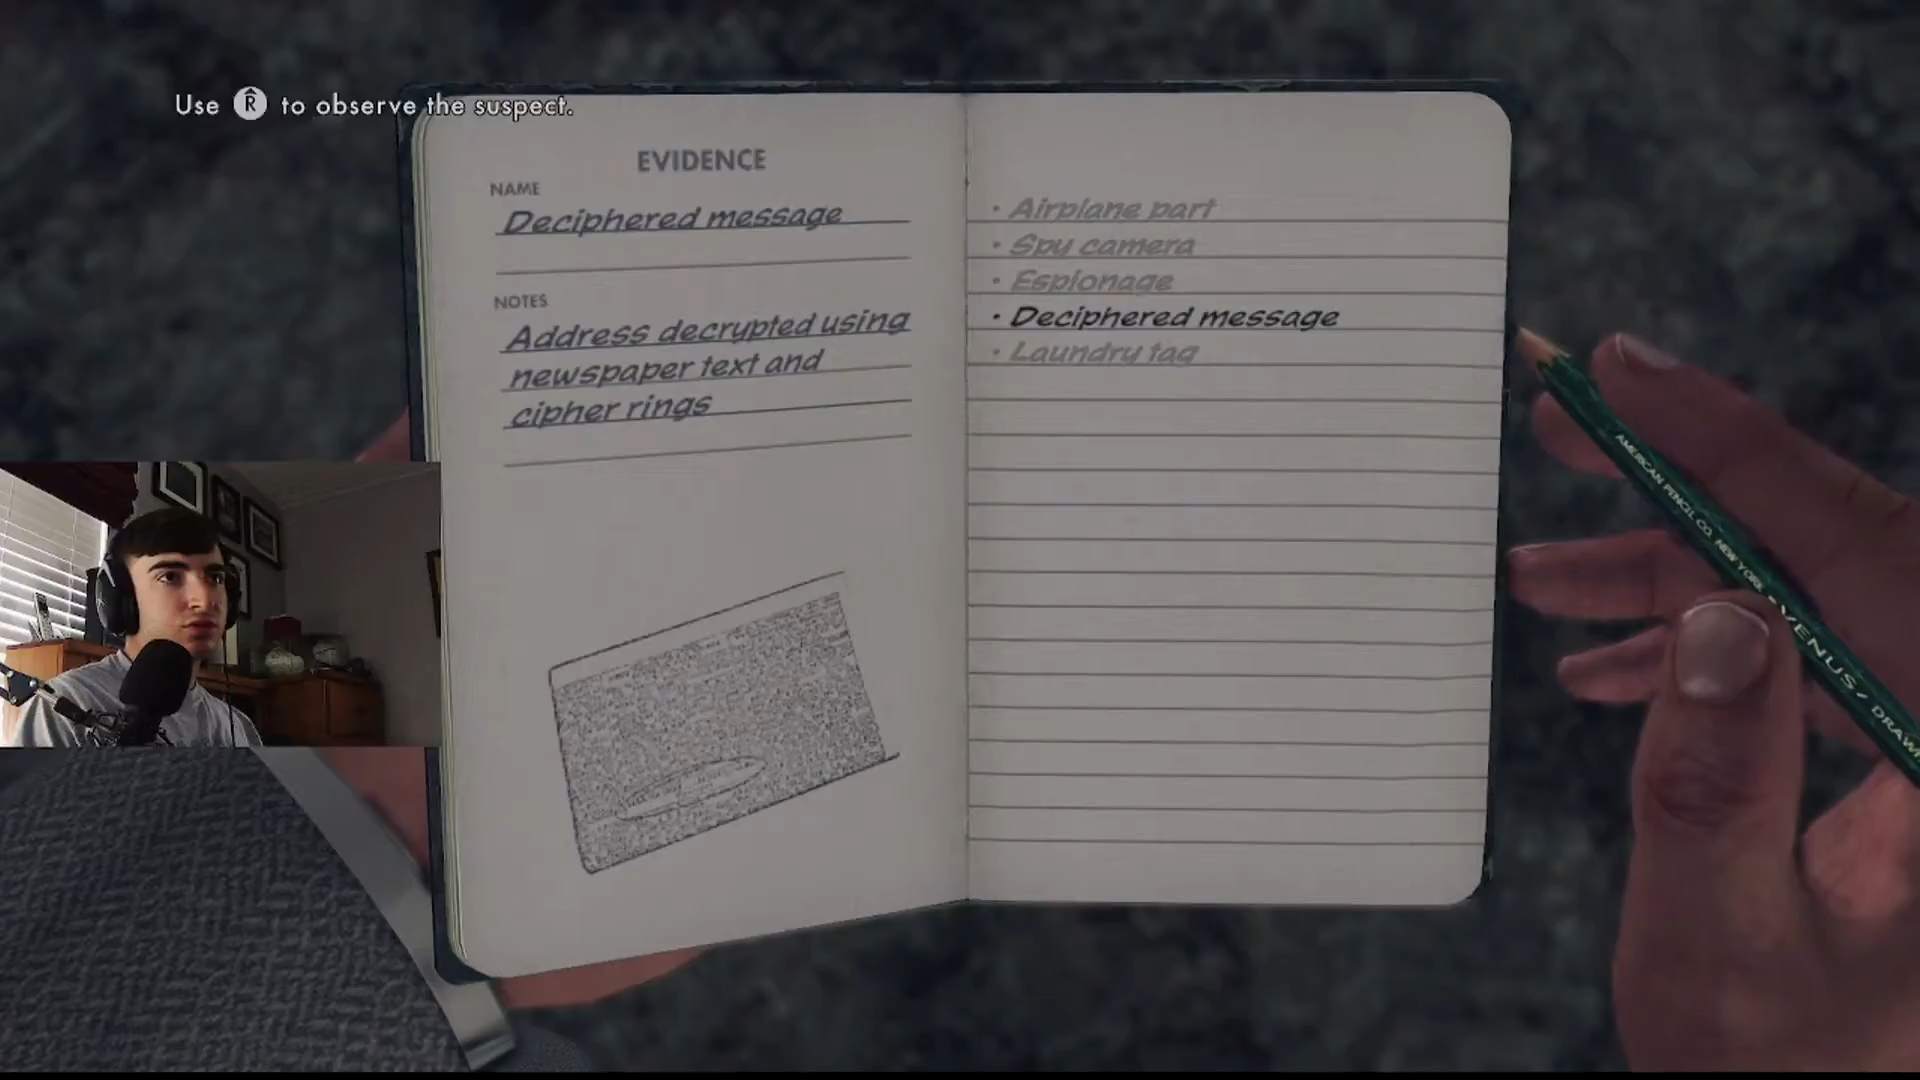 Use R to observe the suspect.
EVIDENCE
NAME
Deciphered message
NOTES
Address decrypted using
newspaper text and
cipher rings
· Airplane part
· Spy camera
· Espionage
· Deciphered message
· Laundry tag
AMERICAN PENCIL CO. NEW YORK VENUS DRAW